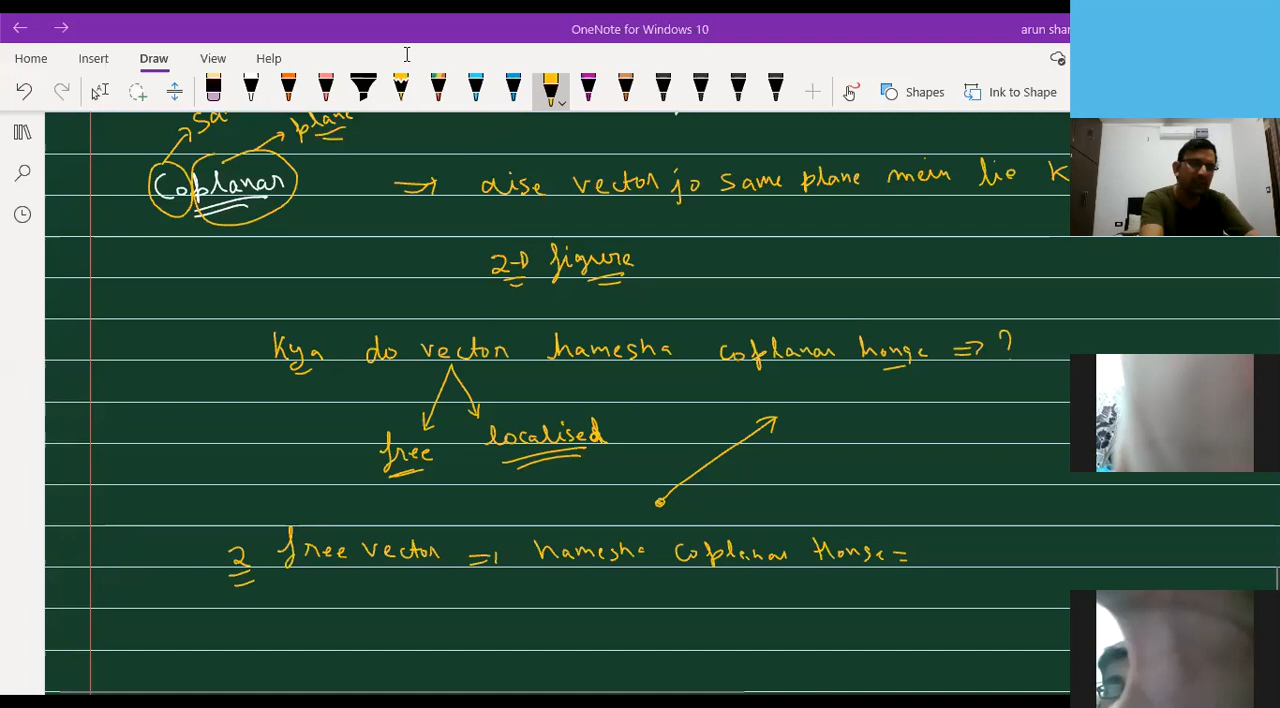 OneNote for Windows 10
arun shar
Home Insert Draw View Help
Shapes Ink to Share
plane
Coplanar → aise vector jo same plane mein lie K
2-D figure
Kya do vector hamesha coplanar honge => ?
free localised
2 free vector => hamesha coplanar honge =